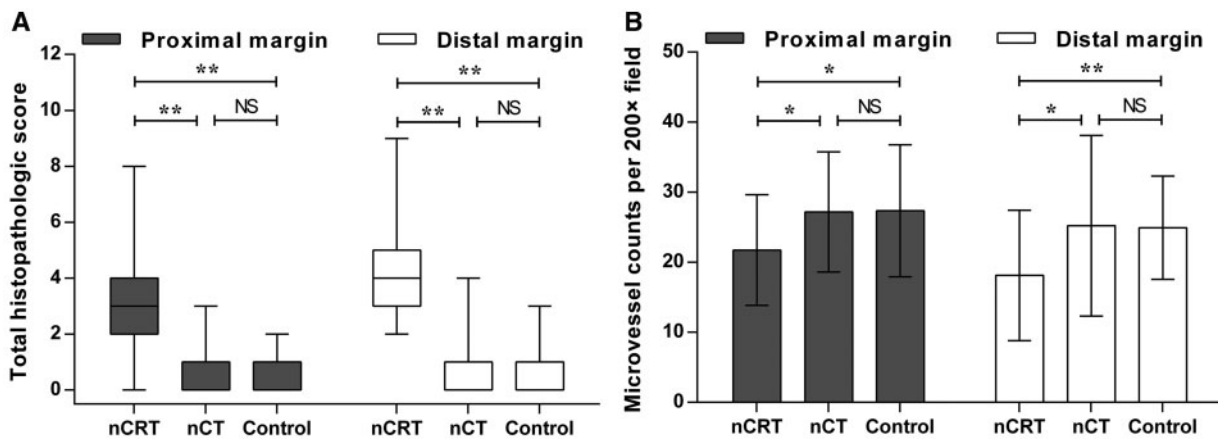 A
Proximal margin
Distal margin
Total histopathologic score
12
10
8
6
4
2
0
**
**
NS
**
**
NS
nCRT nCT Control nCRT nCT Control
B
Proximal margin
Distal margin
Microvessel counts per 200× field
50
40
30
20
10
0
*
*
NS
**
*
NS
nCRT nCT Control nCRT nCT Control